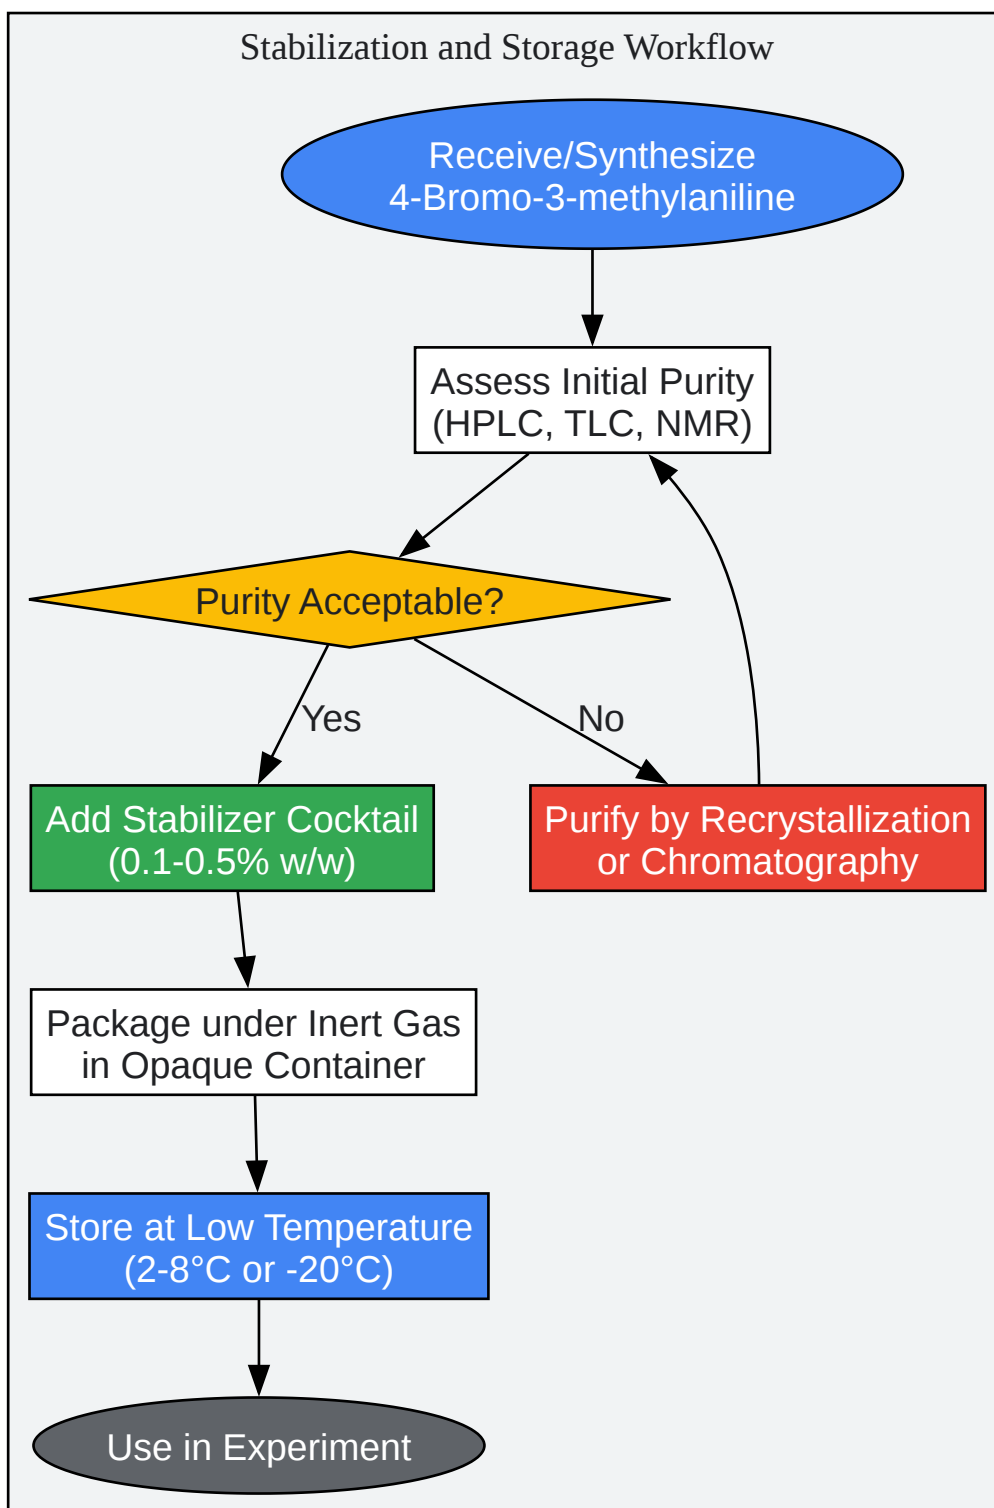 Stabilization and Storage Workflow
Receive/Synthesize
4-Bromo-3-methylaniline
Assess Initial Purity
(HPLC, TLC, NMR)
Purity Acceptable?
Yes
No
Add Stabilizer Cocktail
(0.1-0.5% w/w)
Purify by Recrystallization
or Chromatography
Package under Inert Gas
in Opaque Container
Store at Low Temperature
(2-8°C or -20°C)
Use in Experiment